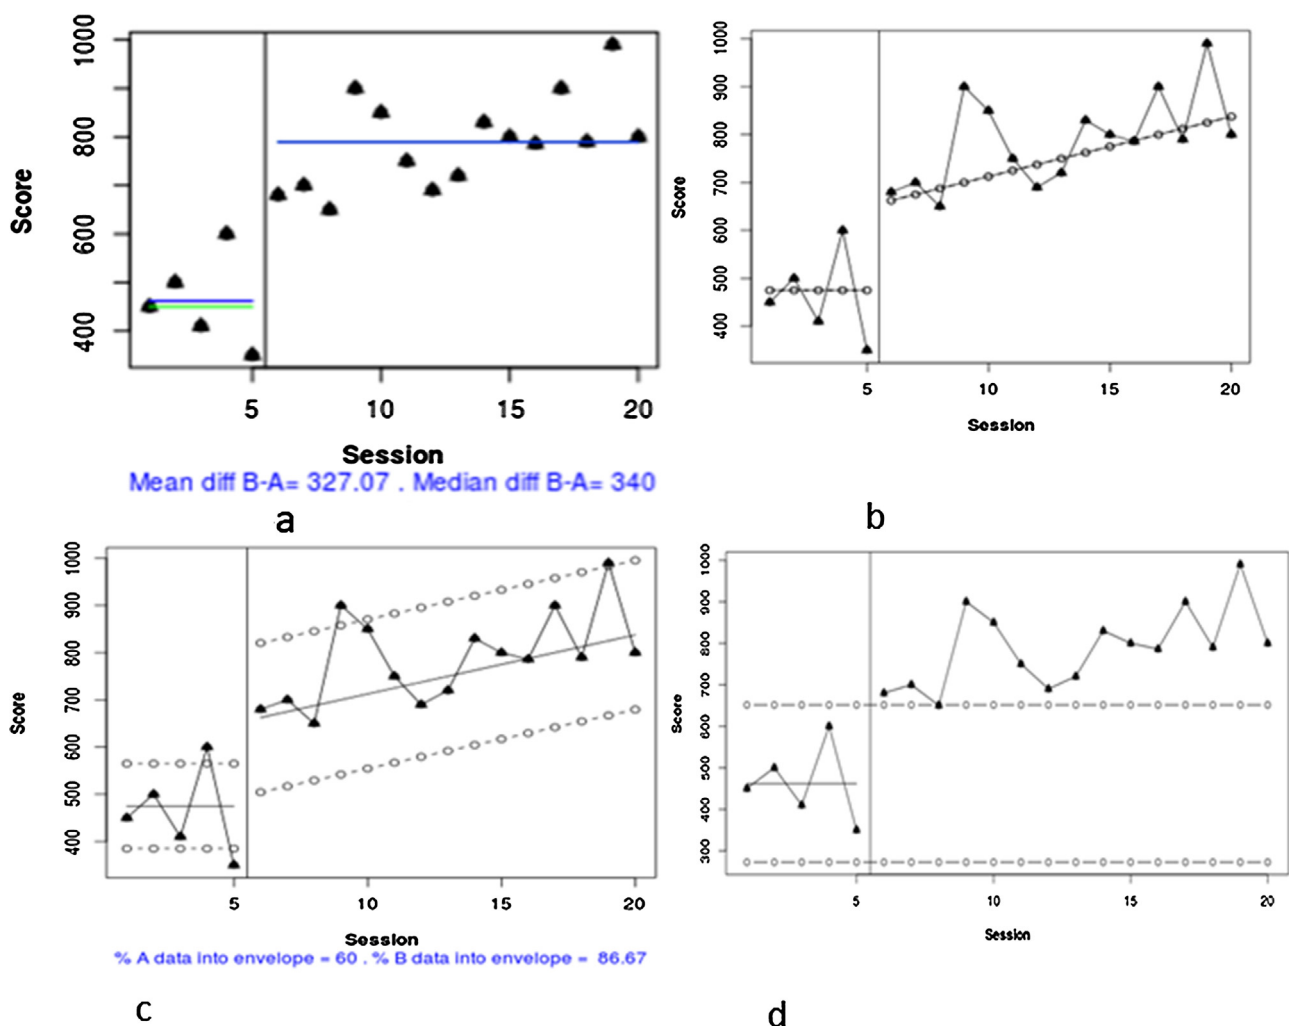 1000
800
600
400
Score
5 10 15 20
Session
Mean diff B-A= 327.07 . Median diff B-A= 340
a
1000
900
800
700
600
500
400
Score
5 10 15 20
Session
b
1000
900
800
700
600
500
400
Score
5 10 15 20
Session
% A data into envelope = 60 . % B data into envelope = 86.67
c
1000
900
800
700
600
500
400
300
Score
5 10 15 20
Session
d